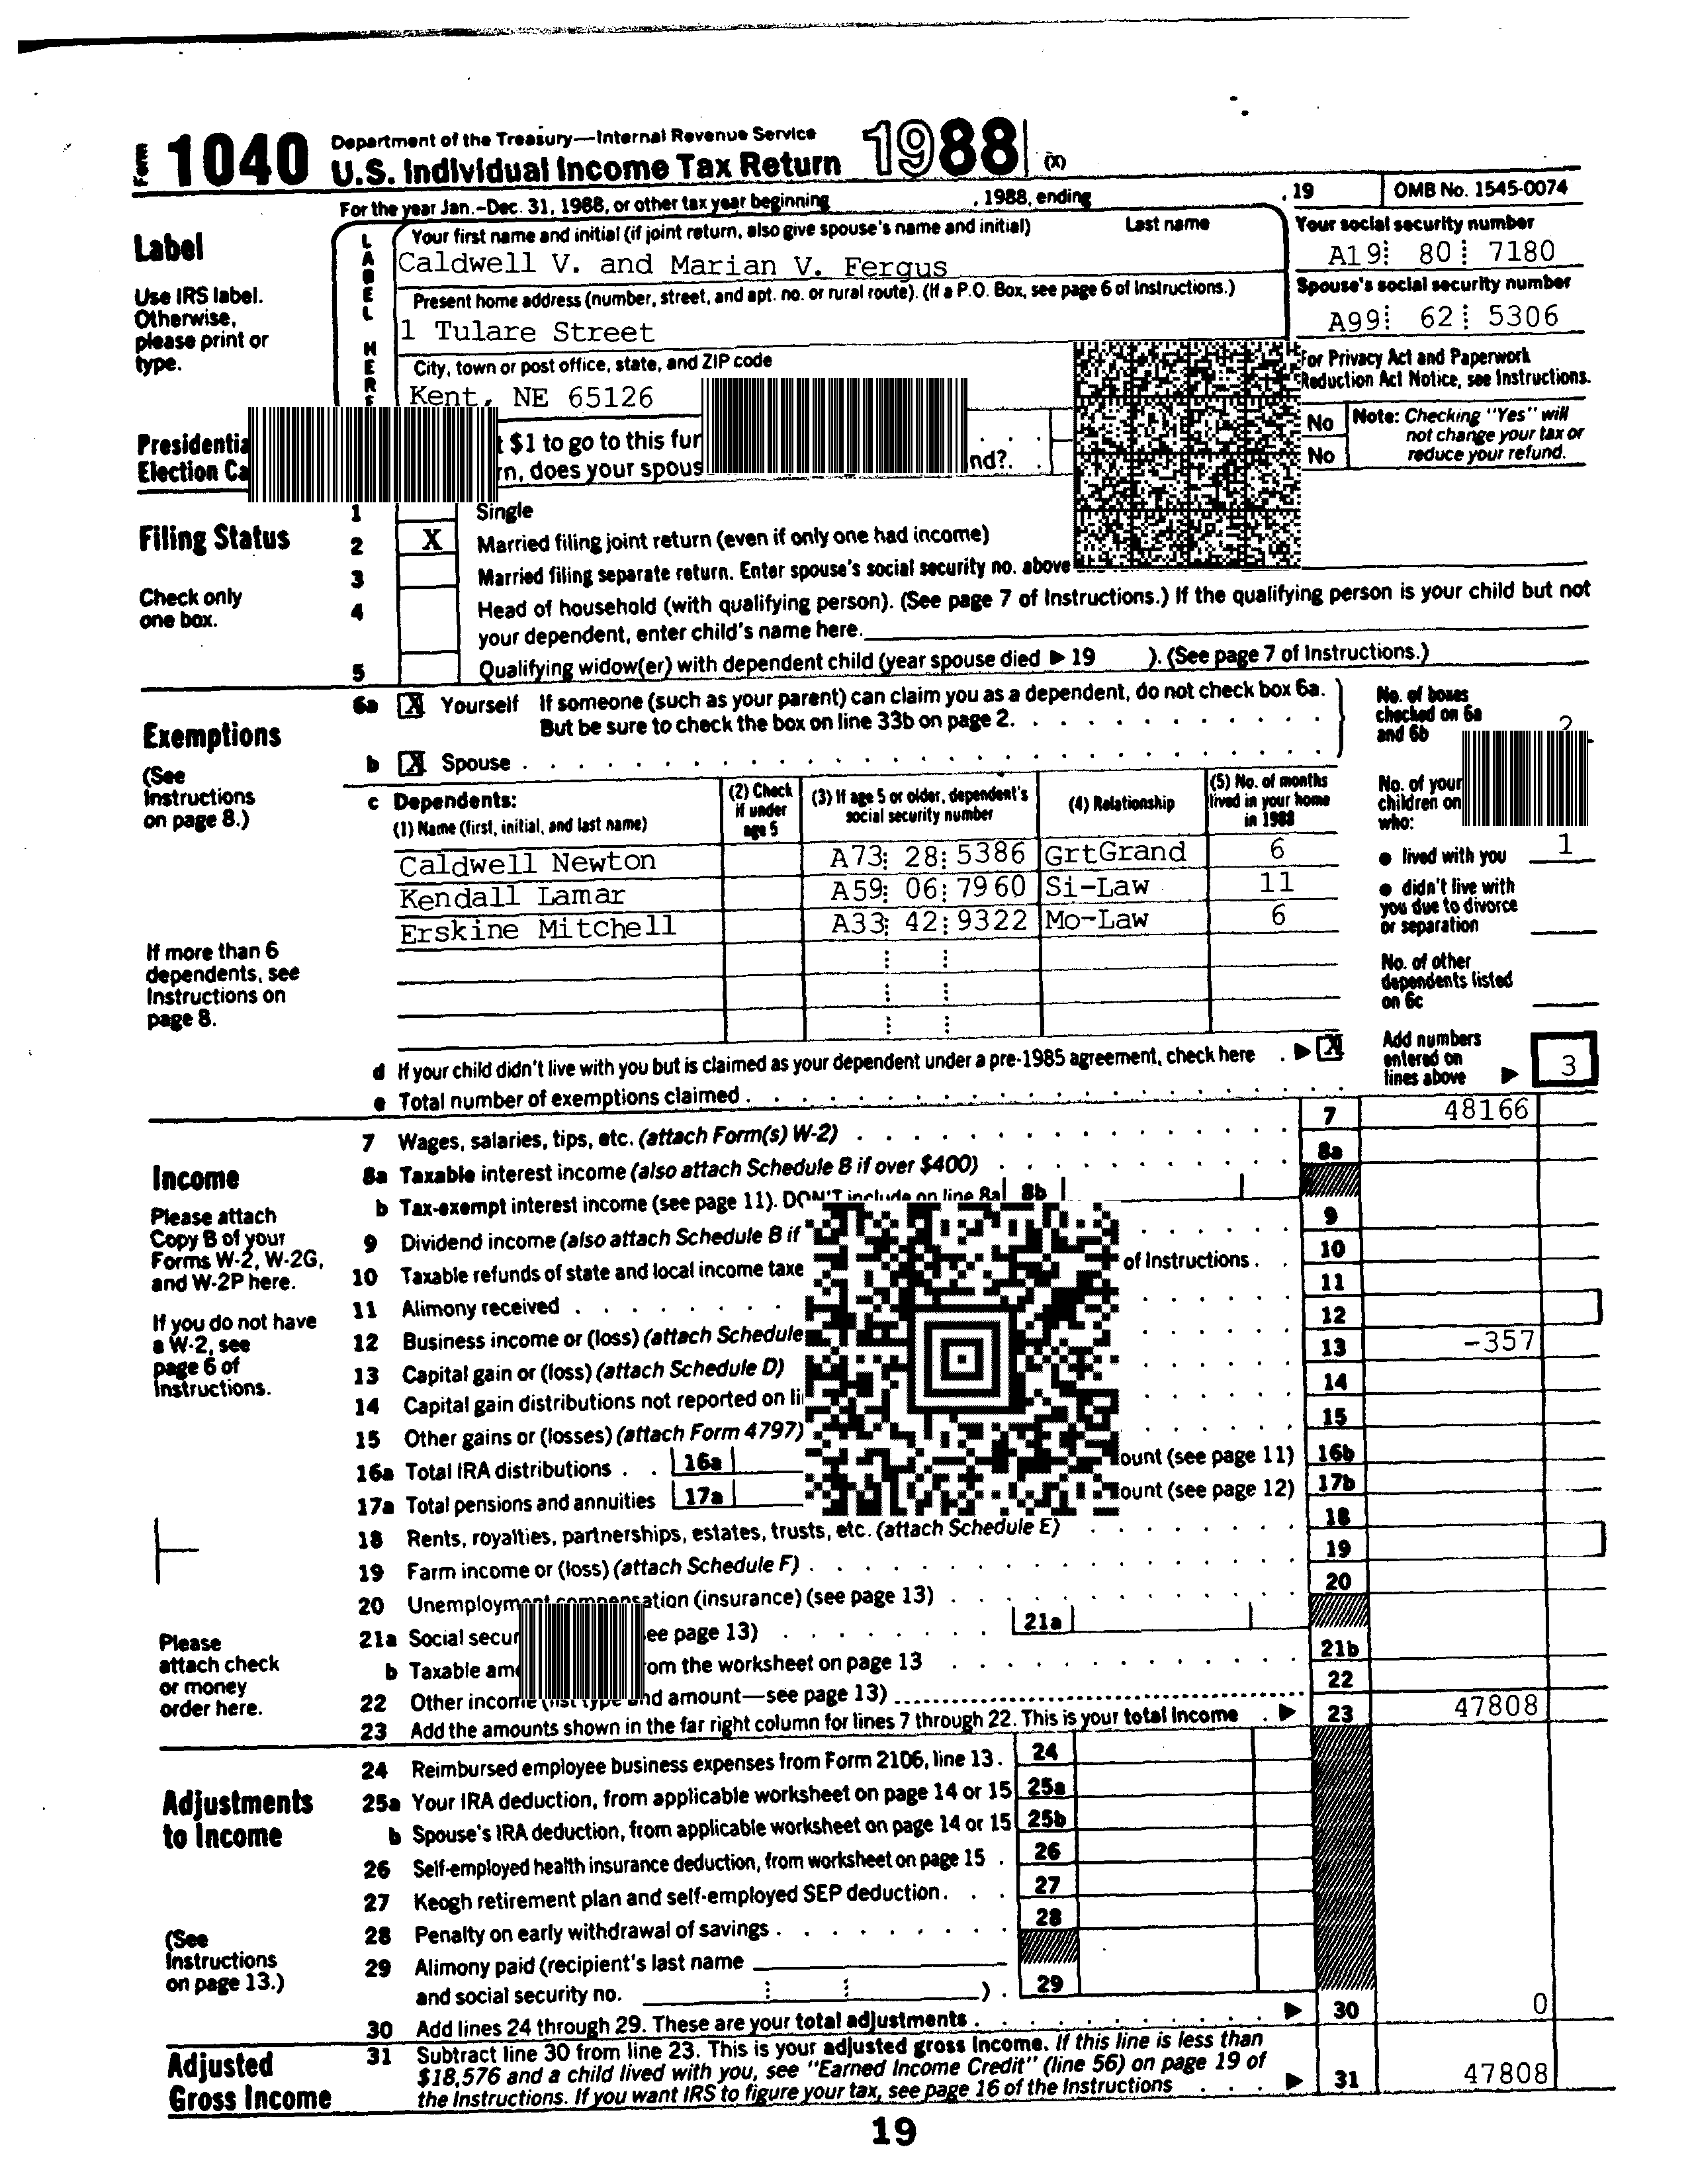 Form 1040 Department of the Treasury—Internal Revenue Service
U.S. Individual Income Tax Return 1988 (X)
For the year Jan.–Dec. 31, 1988, or other tax year beginning , 1988, ending , 19 OMB No. 1545-0074
Label
Use IRS label.
Otherwise,
please print or
type.
LABEL HERE
Your first name and initial (if joint return, also give spouse's name and initial) Last name
Caldwell V. and Marian V. Fergus
Your social security number
A19 80 7180
Present home address (number, street, and apt. no. or rural route). (If a P.O. Box, see page 6 of Instructions.)
1 Tulare Street
Spouse's social security number
A99 62 5306
City, town or post office, state, and ZIP code
Kent, NE 65126
For Privacy Act and Paperwork
Reduction Act Notice, see Instructions.
Presidentia
Election Ca
$1 to go to this fur
No
does your spous nd?.
No
Note: Checking "Yes" will
not change your tax or
reduce your refund.
Filing Status
Check only
one box.
1 Single
2 X Married filing joint return (even if only one had income)
3 Married filing separate return. Enter spouse's social security no. above
4 Head of household (with qualifying person). (See page 7 of Instructions.) If the qualifying person is your child but not
your dependent, enter child's name here.
5 Qualifying widow(er) with dependent child (year spouse died ▶ 19 ). (See page 7 of Instructions.)
Exemptions
(See
Instructions
on page 8.)
6a X Yourself If someone (such as your parent) can claim you as a dependent, do not check box 6a.
But be sure to check the box on line 33b on page 2.
b X Spouse
No. of boxes
checked on 6a
and 6b
c Dependents:
(1) Name (first, initial, and last name)
(2) Check
if under
age 5
(3) If age 5 or older, dependent's
social security number
(4) Relationship
(5) No. of months
lived in your home
in 1988
Caldwell Newton A73 28 5386 GrtGrand 6
Kendall Lamar A59 06 7960 Si-Law 11
Erskine Mitchell A33 42 9322 Mo-Law 6
No. of your
children on
who:
● lived with you 1
● didn't live with
you due to divorce
or separation
No. of other
dependents listed
on 6c
If more than 6
dependents, see
Instructions on
page 8.
d If your child didn't live with you but is claimed as your dependent under a pre-1985 agreement, check here . ▶ X
e Total number of exemptions claimed
Add numbers
entered on
lines above ▶ 3
Income
Please attach
Copy B of your
Forms W-2, W-2G,
and W-2P here.
If you do not have
a W-2, see
page 6 of
Instructions.
Please
attach check
or money
order here.
7 Wages, salaries, tips, etc. (attach Form(s) W-2) 7 48166
8a Taxable interest income (also attach Schedule B if over $400) 8a
b Tax-exempt interest income (see page 11). DON'T include on line 8a 8b
9 Dividend income (also attach Schedule B if 9
10 Taxable refunds of state and local income taxe of Instructions . 10
11 Alimony received 11
12 Business income or (loss) (attach Schedule 12
13 Capital gain or (loss) (attach Schedule D) 13 -357
14 Capital gain distributions not reported on li 14
15 Other gains or (losses) (attach Form 4797) 15
16a Total IRA distributions 16a ount (see page 11) 16b
17a Total pensions and annuities 17a ount (see page 12) 17b
18 Rents, royalties, partnerships, estates, trusts, etc. (attach Schedule E) 18
19 Farm income or (loss) (attach Schedule F) 19
20 Unemployment compensation (insurance) (see page 13) 20
21a Social secur ee page 13) 21a
b Taxable am om the worksheet on page 13 21b
22 Other income (list type and amount—see page 13) 22
23 Add the amounts shown in the far right column for lines 7 through 22. This is your total income . ▶ 23 47808
Adjustments
to Income
(See
Instructions
on page 13.)
24 Reimbursed employee business expenses from Form 2106, line 13 . 24
25a Your IRA deduction, from applicable worksheet on page 14 or 15 25a
b Spouse's IRA deduction, from applicable worksheet on page 14 or 15 25b
26 Self-employed health insurance deduction, from worksheet on page 15 . 26
27 Keogh retirement plan and self-employed SEP deduction . . . 27
28 Penalty on early withdrawal of savings 28
29 Alimony paid (recipient's last name
and social security no. ) . 29
30 Add lines 24 through 29. These are your total adjustments ▶ 30 0
Adjusted
Gross Income
31 Subtract line 30 from line 23. This is your adjusted gross income. If this line is less than
$18,576 and a child lived with you, see "Earned Income Credit" (line 56) on page 19 of
the Instructions. If you want IRS to figure your tax, see page 16 of the Instructions ▶ 31 47808
19